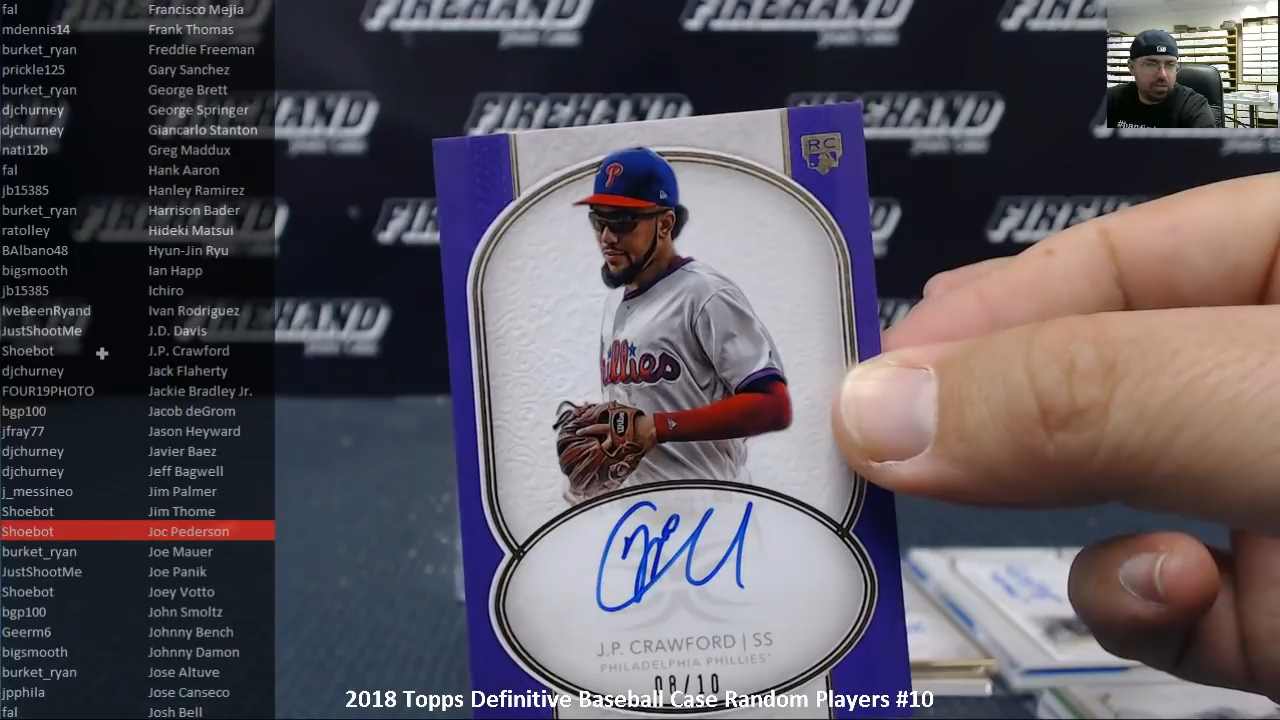 fal Francisco Mejia
mdennis14 Frank Thomas
burket_ryan Freddie Freeman
prickle125 Gary Sanchez
burket_ryan George Brett
djchurney George Springer
djchurney Giancarlo Stanton
nati12b Greg Maddux
fal Hank Aaron
jb15385 Hanley Ramirez
burket_ryan Harrison Bader
ratolley Hideki Matsui
BAlbano48 Hyun-Jin Ryu
bigsmooth Ian Happ
jb15385 Ichiro
IveBeenRyand Ivan Rodriguez
JustShootMe J.D. Davis
Shoebot J.P. Crawford
djchurney Jack Flaherty
FOUR19PHOTO Jackie Bradley Jr.
bgp100 Jacob deGrom
jfray77 Jason Heyward
djchurney Javier Baez
djchurney Jeff Bagwell
j_messineo Jim Palmer
Shoebot Jim Thome
Shoebot Joc Pederson
burket_ryan Joe Mauer
JustShootMe Joe Panik
Shoebot Joey Votto
bgp100 John Smoltz
Geerm6 Johnny Bench
bigsmooth Johnny Damon
burket_ryan Jose Altuve
jpphila Jose Canseco
fal Josh Bell
FIREHAND
FIREHAND
FIREHAND
FIREHAND
FIREHAND
RC
P
hillies
Wilson
J.P. CRAWFORD | SS
PHILADELPHIA PHILLIES
08/10
2018 Topps Definitive Baseball Case Random Players #10